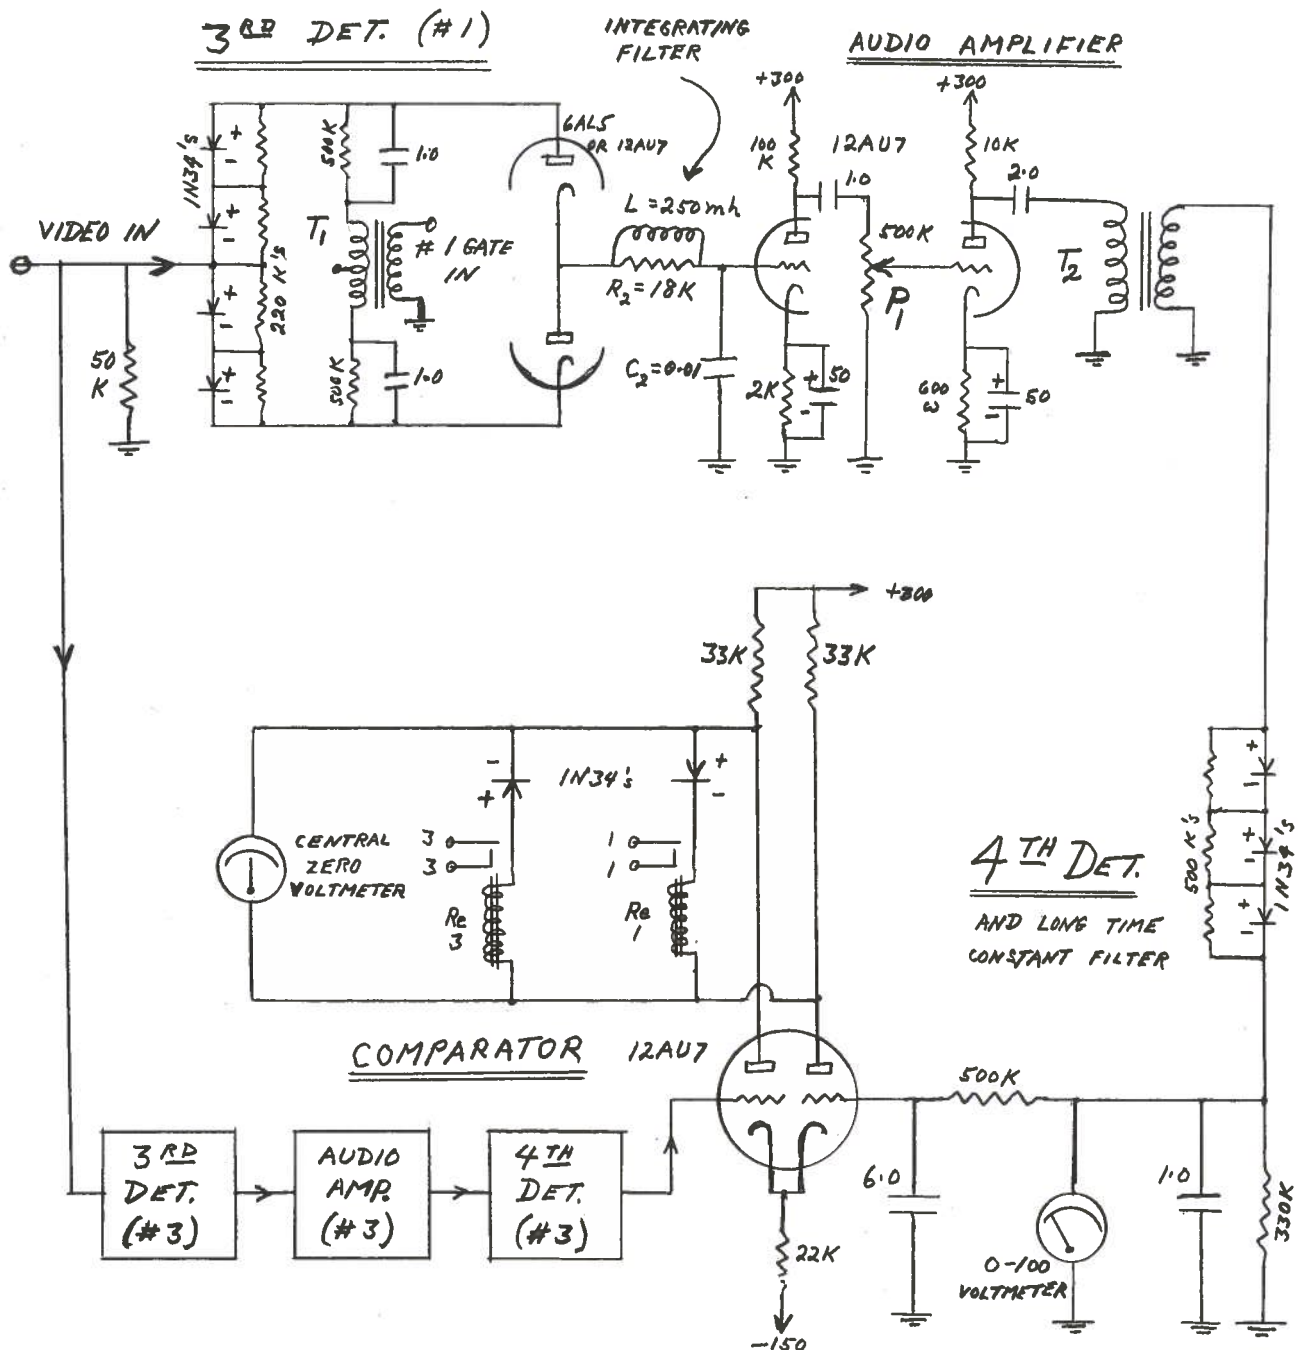 3RD DET. (#1)
INTEGRATING
FILTER
AUDIO AMPLIFIER
+300
+300
6AL5
OR 12AU7
1N34's
+
-
+
-
-
+
-
500K
1.0
100
K
12AU7
1.0
10K
2.0
L = 250mh
VIDEO IN
T1
#1 GATE
IN
500K
T2
220 K's
R2 = 18K
P1
50
K
500K
1.0
C2 = 0.01
2K
+
50
-
600
ω
+
50
-
+300
33K
33K
-
+
1N34's
+
-
CENTRAL
ZERO
VOLTMETER
3
3
1
1
Re
3
Re
1
4TH DET.
AND LONG TIME
CONSTANT FILTER
500 K's
+
-
+
-
+
-
1N34's
COMPARATOR
12AU7
500K
3RD
DET.
(#3)
AUDIO
AMP.
(#3)
4TH
DET.
(#3)
6.0
1.0
330K
22K
0-100
VOLTMETER
-150